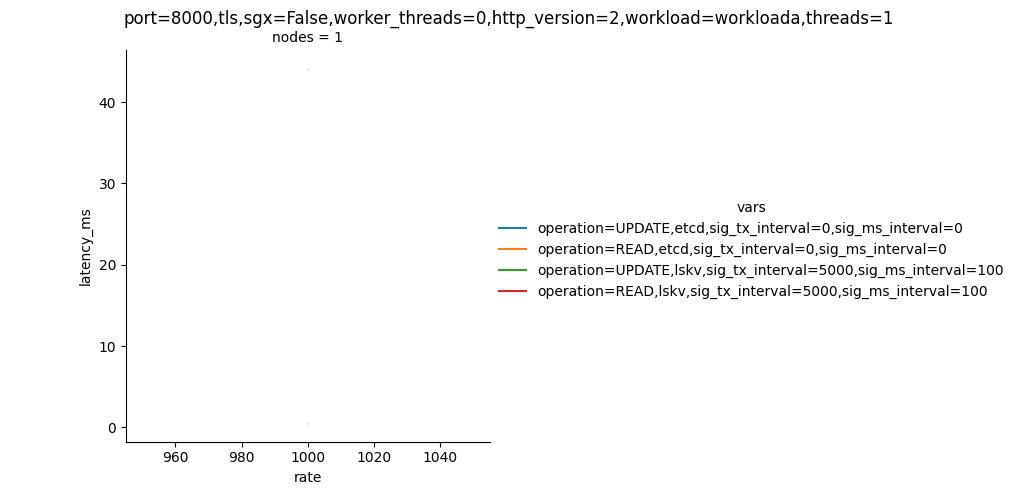 port=8000,tls,sgx=False,worker_threads=0,http_version=2,workload=workloada,threads=1
nodes = 1
40
30
20
10
0
latency_ms
960
980
1000
1020
1040
rate
vars
operation=UPDATE,etcd,sig_tx_interval=0,sig_ms_interval=0
operation=READ,etcd,sig_tx_interval=0,sig_ms_interval=0
operation=UPDATE,lskv,sig_tx_interval=5000,sig_ms_interval=100
operation=READ,lskv,sig_tx_interval=5000,sig_ms_interval=100